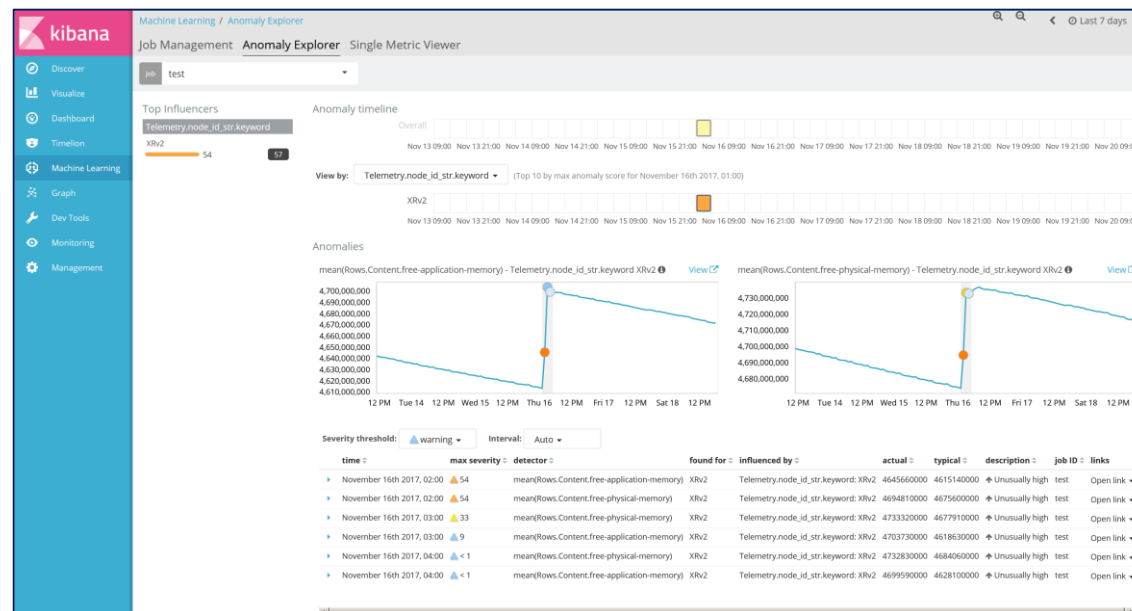 kibana
Discover
Visualize
Dashboard
Timelion
Machine Learning
Graph
Dev Tools
Monitoring
Management
Machine Learning / Anomaly Explorer
Last 7 days
Job Management Anomaly Explorer Single Metric Viewer
Job test
Top Influencers
Telemetry.node_id_str.keyword
XRv2
54 57
Anomaly timeline
Overall
Nov 13 09:00 Nov 13 21:00 Nov 14 09:00 Nov 14 21:00 Nov 15 09:00 Nov 15 21:00 Nov 16 09:00 Nov 16 21:00 Nov 17 09:00 Nov 17 21:00 Nov 18 09:00 Nov 18 21:00 Nov 19 09:00 Nov 19 21:00 Nov 20 09:0
View by: Telemetry.node_id_str.keyword (Top 10 by max anomaly score for November 16th 2017, 01:00)
XRv2
Nov 13 09:00 Nov 13 21:00 Nov 14 09:00 Nov 14 21:00 Nov 15 09:00 Nov 15 21:00 Nov 16 09:00 Nov 16 21:00 Nov 17 09:00 Nov 17 21:00 Nov 18 09:00 Nov 18 21:00 Nov 19 09:00 Nov 19 21:00 Nov 20 09:0
Anomalies
mean(Rows.Content.free-application-memory) - Telemetry.node_id_str.keyword XRv2 View
4,700,000,000
4,690,000,000
4,680,000,000
4,670,000,000
4,660,000,000
4,650,000,000
4,640,000,000
4,630,000,000
4,620,000,000
4,610,000,000
12 PM Tue 14 12 PM Wed 15 12 PM Thu 16 12 PM Fri 17 12 PM Sat 18 12 PM
mean(Rows.Content.free-physical-memory) - Telemetry.node_id_str.keyword XRv2 View
4,730,000,000
4,720,000,000
4,710,000,000
4,700,000,000
4,690,000,000
4,680,000,000
12 PM Tue 14 12 PM Wed 15 12 PM Thu 16 12 PM Fri 17 12 PM Sat 18 12 PM
Severity threshold: warning Interval: Auto
time max severity detector found for influenced by actual typical description job ID links
November 16th 2017, 02:00 54 mean(Rows.Content.free-application-memory) XRv2 Telemetry.node_id_str.keyword: XRv2 4645660000 4615140000 Unusually high test Open link
November 16th 2017, 02:00 54 mean(Rows.Content.free-physical-memory) XRv2 Telemetry.node_id_str.keyword: XRv2 4694810000 4675600000 Unusually high test Open link
November 16th 2017, 03:00 33 mean(Rows.Content.free-physical-memory) XRv2 Telemetry.node_id_str.keyword: XRv2 4733320000 4677910000 Unusually high test Open link
November 16th 2017, 03:00 9 mean(Rows.Content.free-application-memory) XRv2 Telemetry.node_id_str.keyword: XRv2 4703730000 4618630000 Unusually high test Open link
November 16th 2017, 04:00 < 1 mean(Rows.Content.free-physical-memory) XRv2 Telemetry.node_id_str.keyword: XRv2 4732830000 4684060000 Unusually high test Open link
November 16th 2017, 04:00 < 1 mean(Rows.Content.free-application-memory) XRv2 Telemetry.node_id_str.keyword: XRv2 4699590000 4628100000 Unusually high test Open link